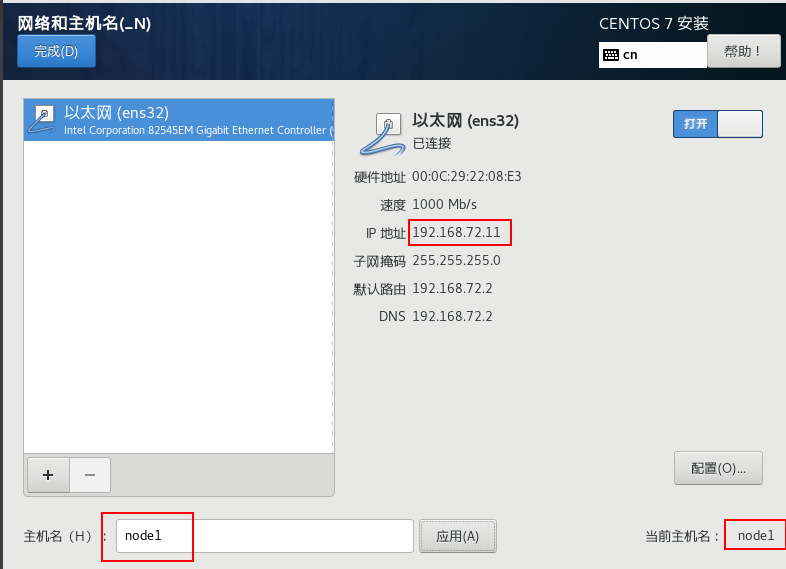 网络和主机名(_N)
完成(D)
CENTOS 7 安装
cn
帮助！
以太网 (ens32)
Intel Corporation 82545EM Gigabit Ethernet Controller (
以太网 (ens32)
已连接
打开
硬件地址 00:0C:29:22:08:E3
速度 1000 Mb/s
IP 地址 192.168.72.11
子网掩码 255.255.255.0
默认路由 192.168.72.2
DNS 192.168.72.2
+ −
配置(O)...
主机名（H）: node1 应用(A) 当前主机名： node1